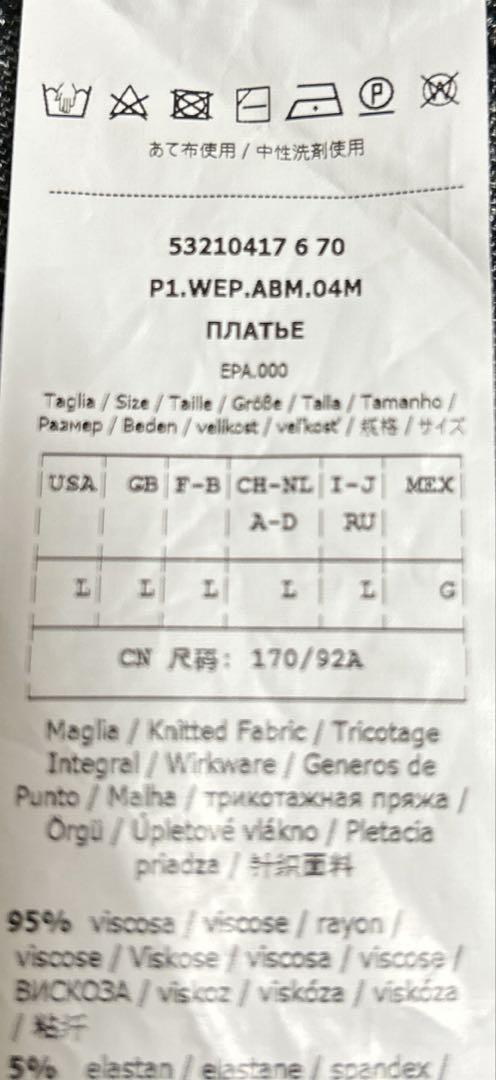 P W
あて布使用 / 中性洗剤使用
53210417 6 70
P1.WEP.ABM.04M
ПЛАТЬЕ
EPA.000
Taglia / Size / Taille / Größe / Talla / Tamanho /
Размер / Beden / velikost / veľkosť / 规格 / サイズ
USA GB F-B CH-NL I-J MEX
A-D RU
L L L L L G
CN 尺码: 170/92A
Maglia / Knitted Fabric / Tricotage
Integral / Wirkware / Generos de
Punto / Malha / трикотажная пряжа /
Örgü / Úpletové vlákno / Pletacia
priadza / 针织面料
95% viscosa / viscose / rayon /
viscose / Viskose / viscosa / viscose /
ВИСКОЗА / viskoz / viskóza / viskóza
/ 粘纤
5% elastan / elastane / spandex /